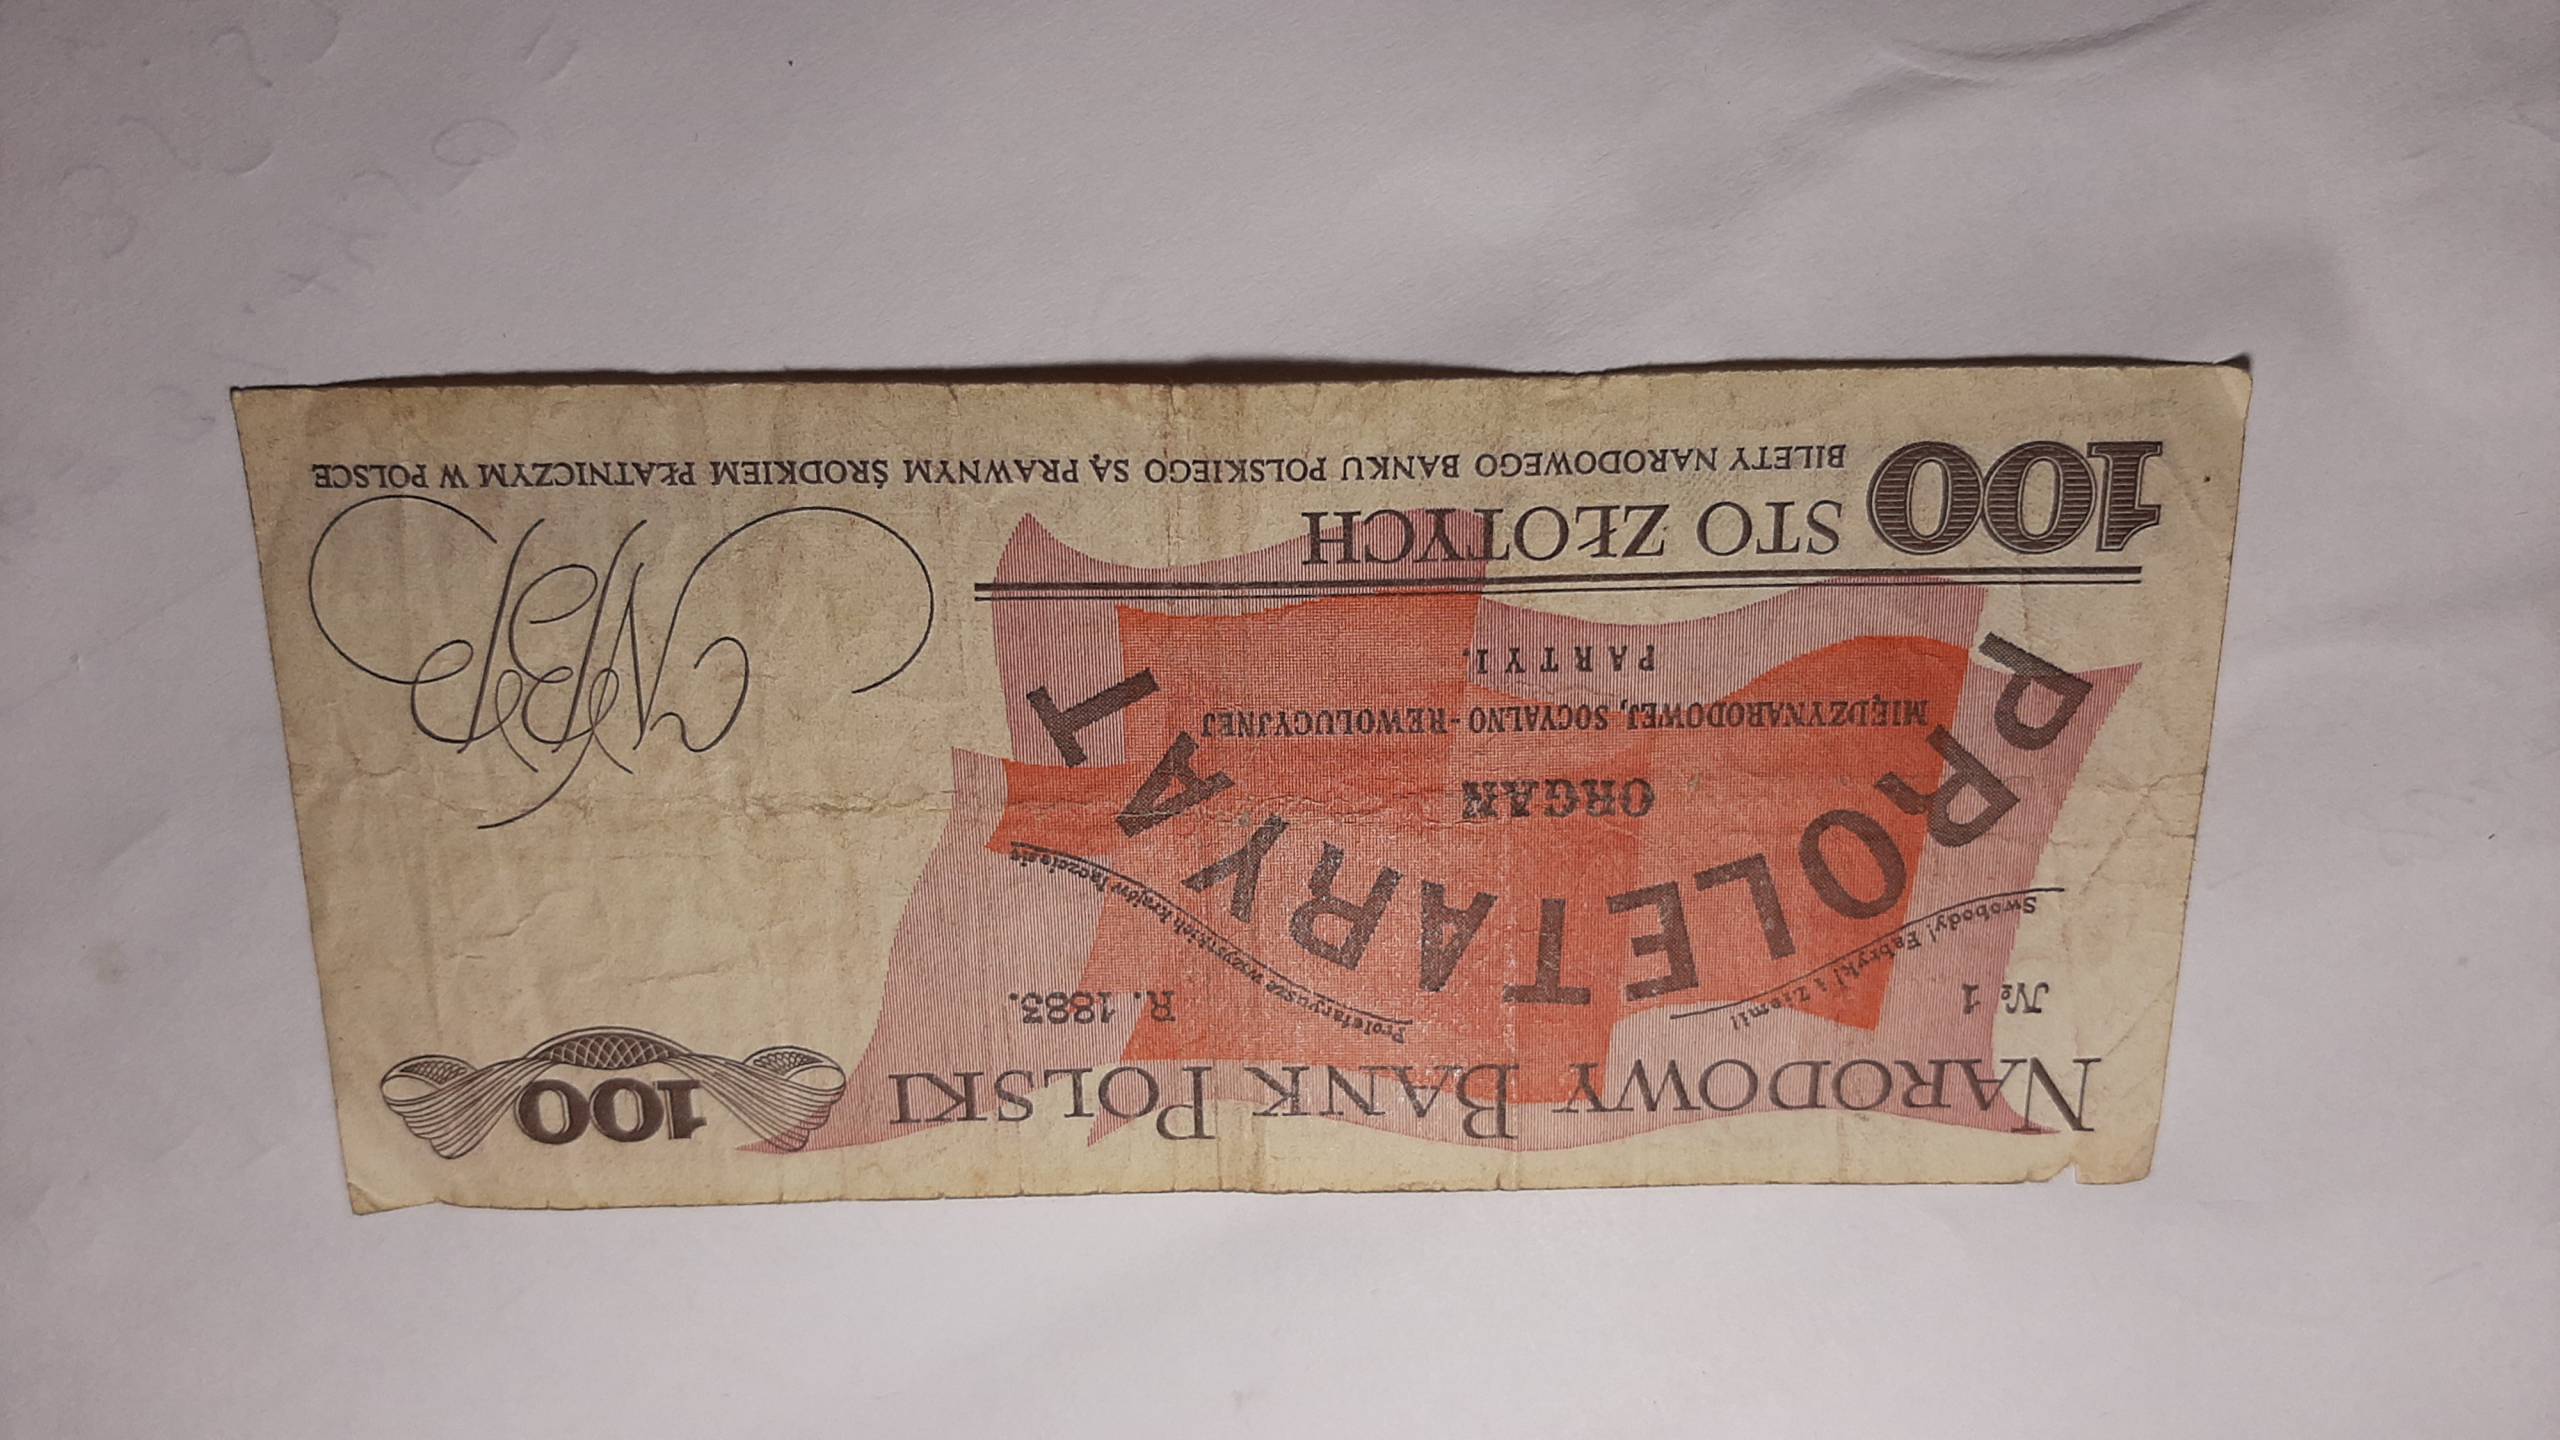 NARODOWY BANK POLSKI
100
№ 1
R. 1883.
Swobody! Fabryki i Ziemi!
Proletaryusze wszystkich krajów łączcie się
PROLETARYAT
ORGAN
MIĘDZYNARODOWEJ, SOCYALNO-REWOLUCYJNEJ
PARTYI.
NBP
100
STO ZŁOTYCH
BILETY NARODOWEGO BANKU POLSKIEGO SĄ PRAWNYM ŚRODKIEM PŁATNICZYM W POLSCE